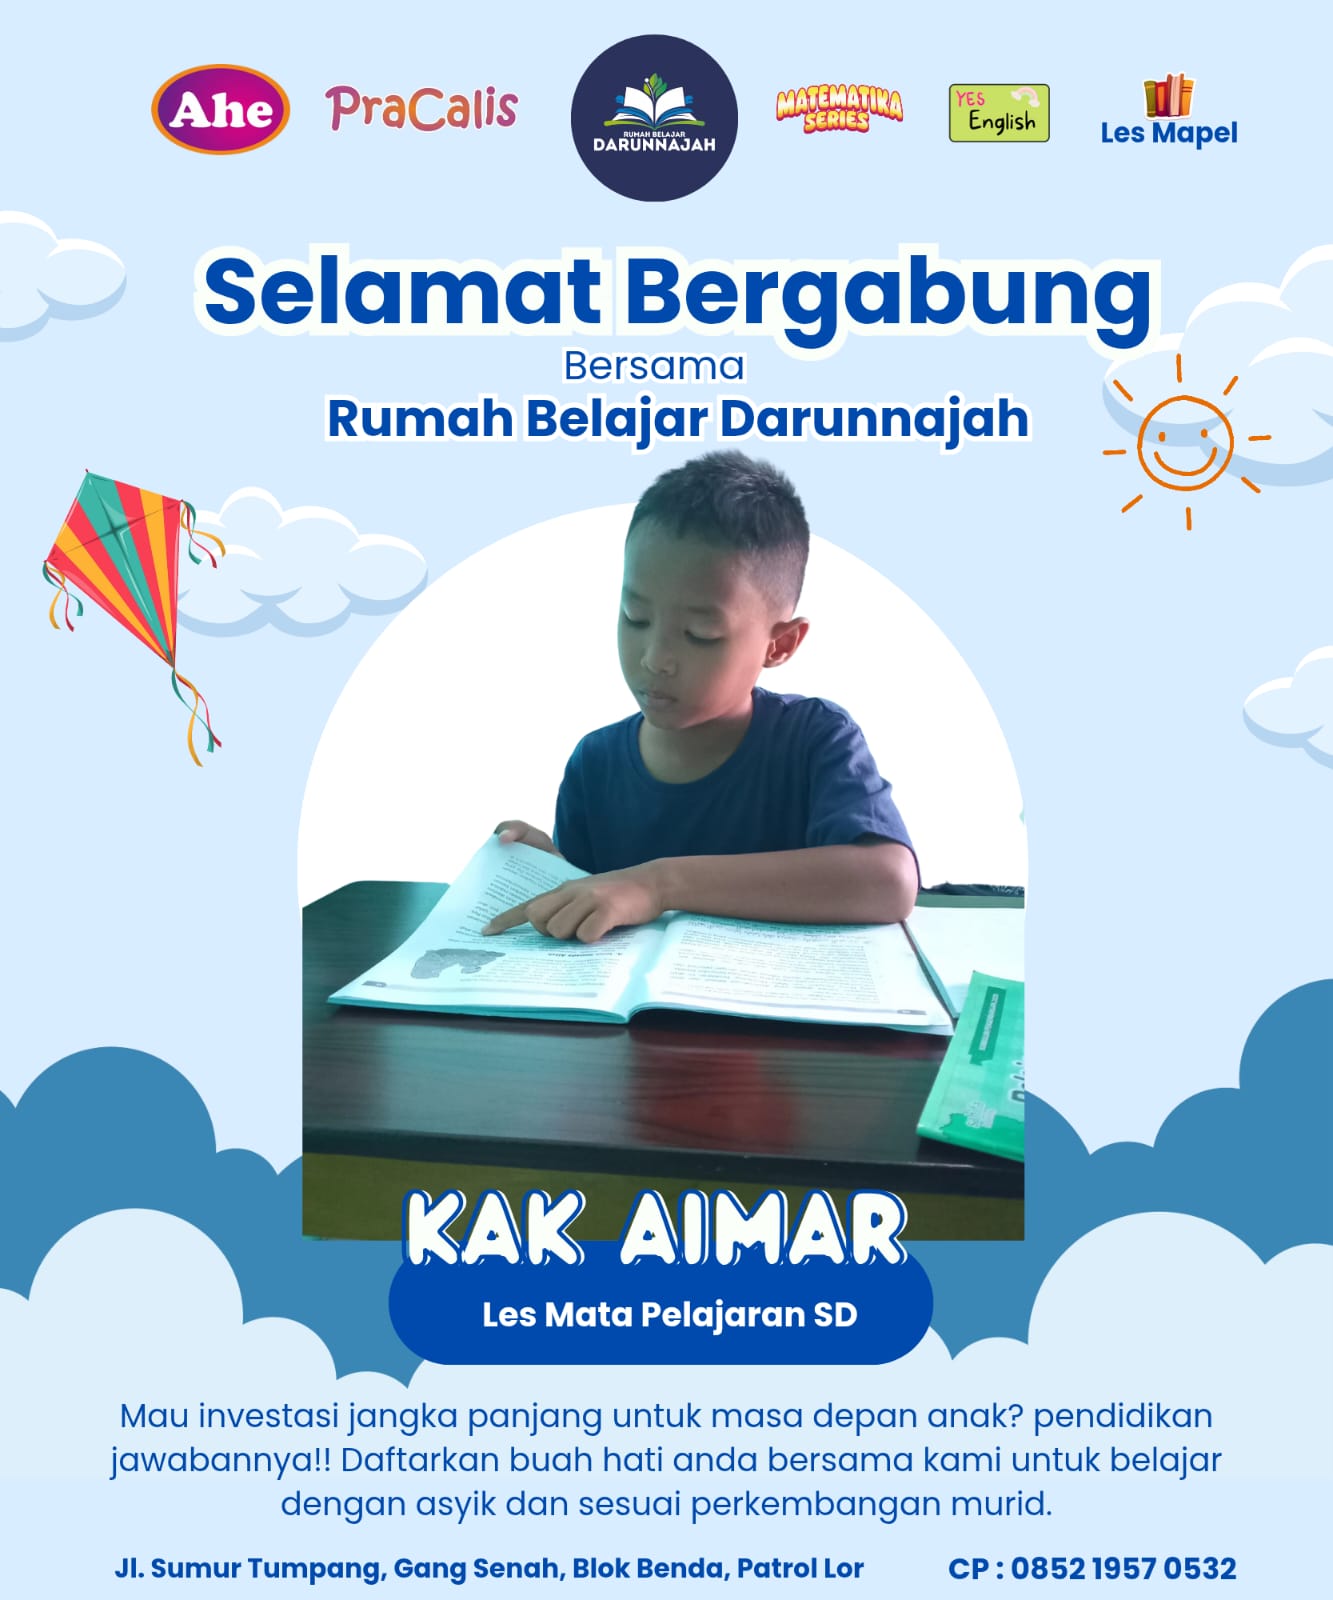 Ahe
PraCalis
RUMAH BELAJAR
DARUNNAJAH
MATEMATIKA
SERIES
YES
English
Les Mapel
Selamat Bergabung
Bersama
Rumah Belajar Darunnajah
KAK AIMAR
Les Mata Pelajaran SD
Mau investasi jangka panjang untuk masa depan anak? pendidikan
jawabannya!! Daftarkan buah hati anda bersama kami untuk belajar
dengan asyik dan sesuai perkembangan murid.
Jl. Sumur Tumpang, Gang Senah, Blok Benda, Patrol Lor
CP : 0852 1957 0532